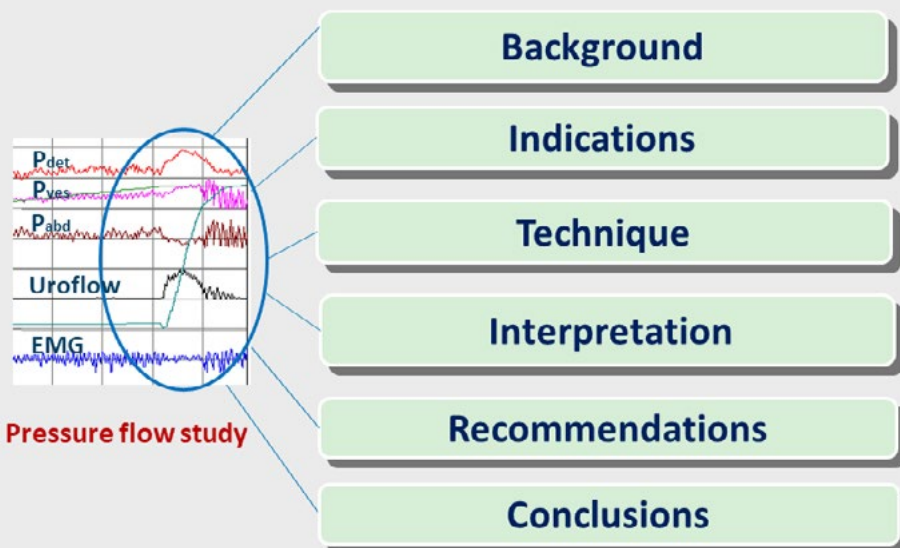 Background
Indications
Technique
Interpretation
Recommendations
Conclusions
Pdet
Pves
Pabd
Uroflow
EMG
Pressure flow study